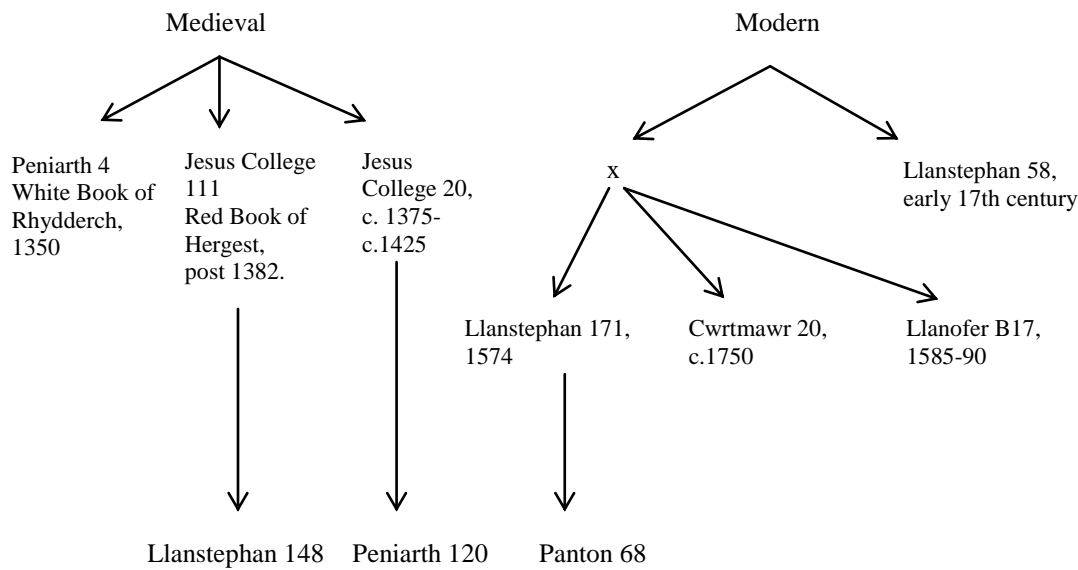 Medieval
Modern
Peniarth 4
White Book of
Rhydderch,
1350
Jesus College
111
Red Book of
Hergest,
post 1382.
Jesus
College 20,
c. 1375-
c.1425
x
Llanstephan 58,
early 17th century
Llanstephan 171,
1574
Cwrtmawr 20,
c.1750
Llanofer B17,
1585-90
Llanstephan 148
Peniarth 120
Panton 68